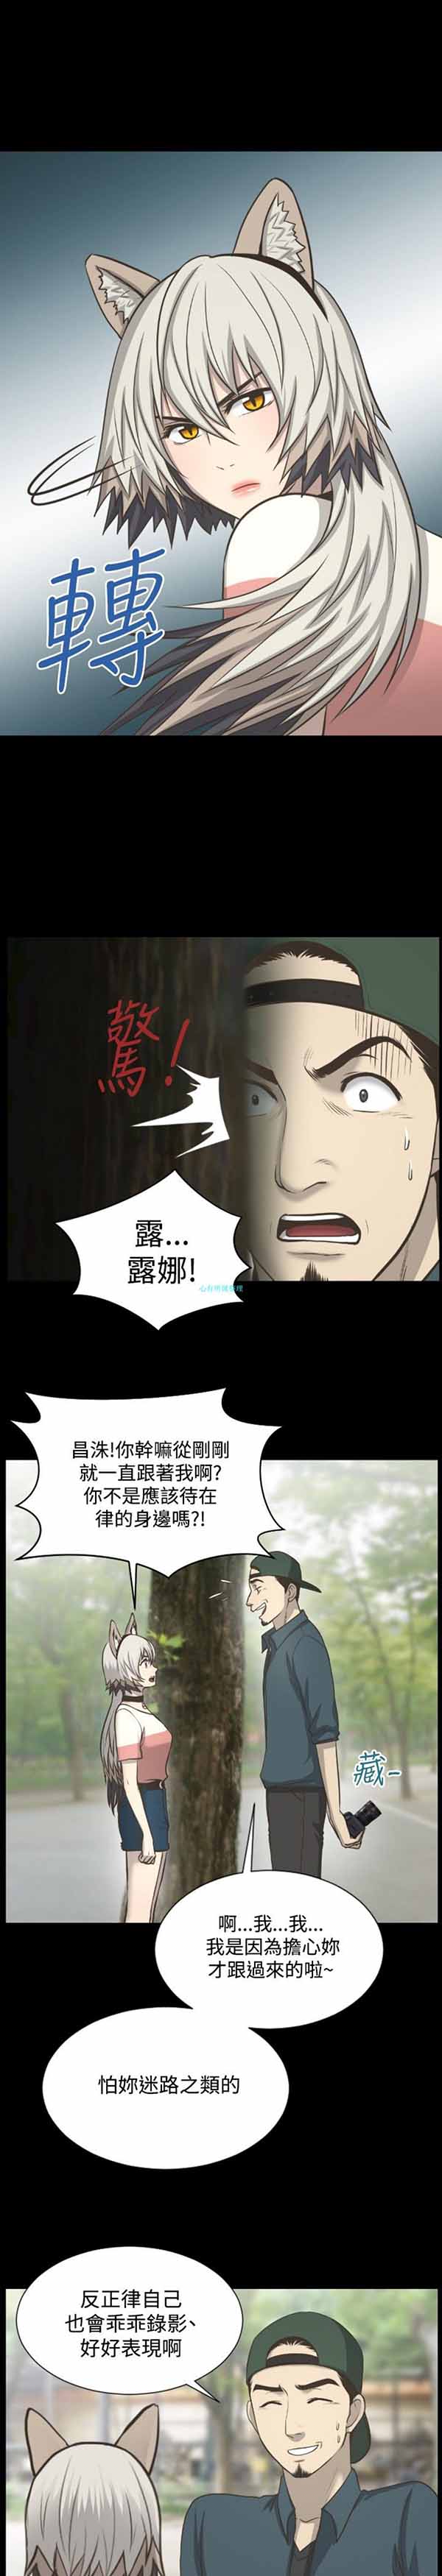 轉
驚!
露...
露娜!
昌洙!你幹嘛從剛剛
就一直跟著我啊?
你不是應該待在
律的身邊嗎?!
藏-
啊...我...我...
我是因為擔心妳
才跟過來的啦~
怕妳迷路之類的
反正律自己
也會乖乖錄影、
好好表現啊